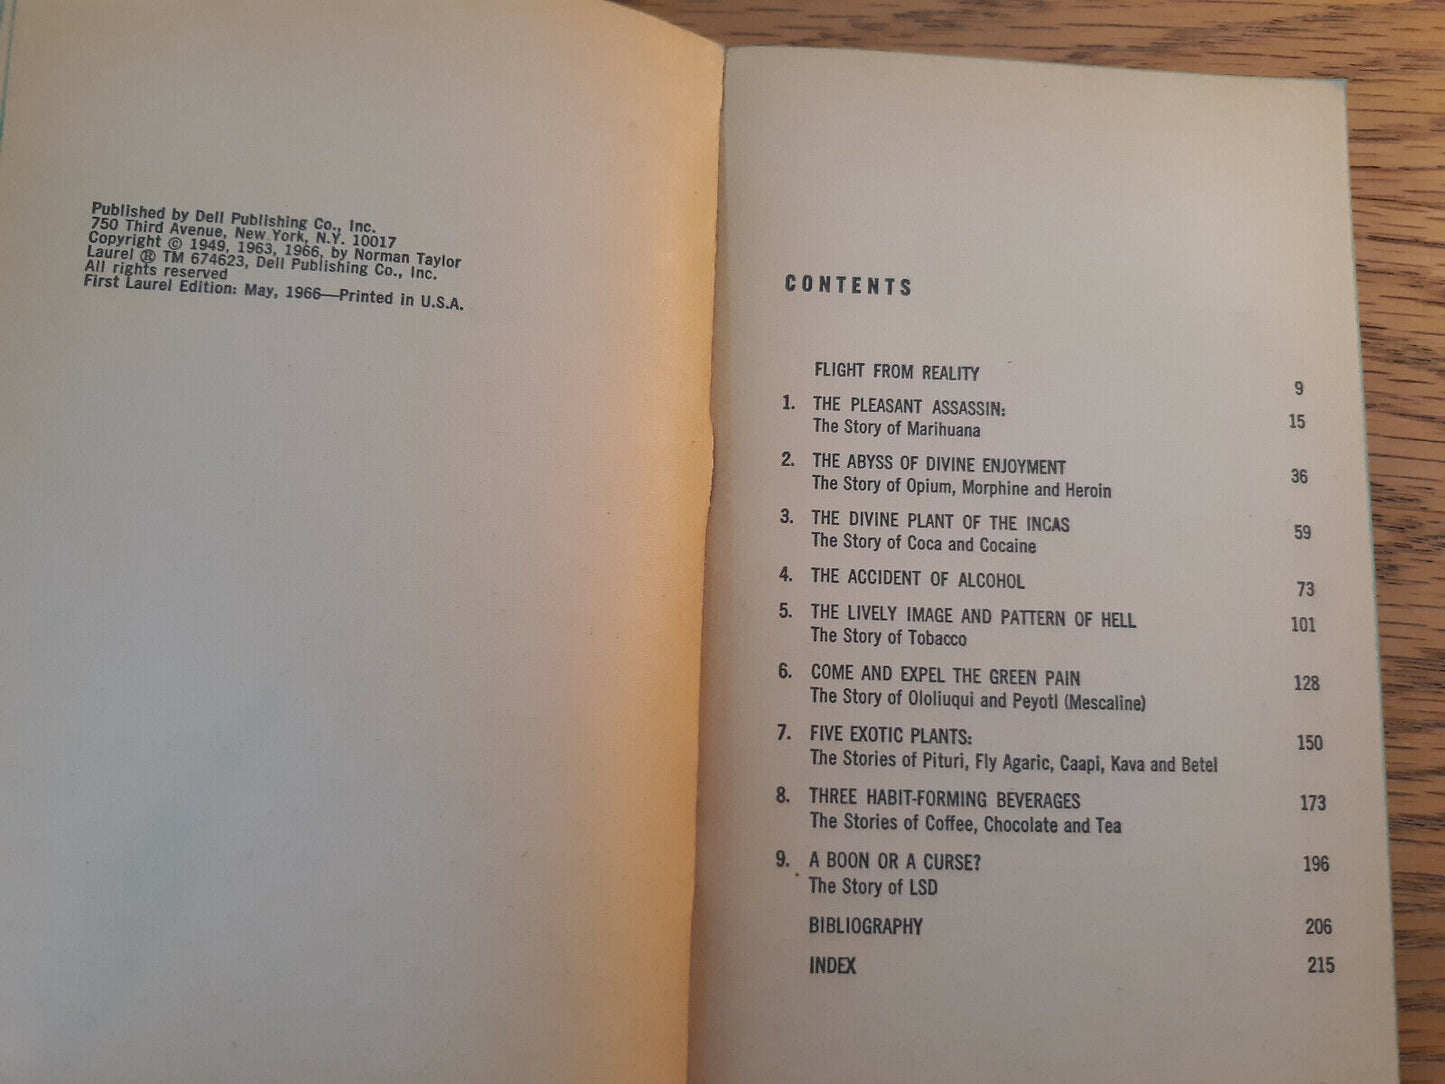 Published by Dell Publishing Co., Inc.
750 Third Avenue, New York, N.Y. 10017
Copyright © 1949, 1963, 1966, by Norman Taylor
Laurel ® TM 674623, Dell Publishing Co., Inc.
All rights reserved
First Laurel Edition: May, 1966—Printed in U.S.A.
CONTENTS
FLIGHT FROM REALITY 9
1. THE PLEASANT ASSASSIN: 15
The Story of Marihuana
2. THE ABYSS OF DIVINE ENJOYMENT 36
The Story of Opium, Morphine and Heroin
3. THE DIVINE PLANT OF THE INCAS 59
The Story of Coca and Cocaine
4. THE ACCIDENT OF ALCOHOL 73
5. THE LIVELY IMAGE AND PATTERN OF HELL 101
The Story of Tobacco
6. COME AND EXPEL THE GREEN PAIN 128
The Story of Ololiuqui and Peyotl (Mescaline)
7. FIVE EXOTIC PLANTS: 150
The Stories of Pituri, Fly Agaric, Caapi, Kava and Betel
8. THREE HABIT-FORMING BEVERAGES 173
The Stories of Coffee, Chocolate and Tea
9. A BOON OR A CURSE? 196
The Story of LSD
BIBLIOGRAPHY 206
INDEX 215